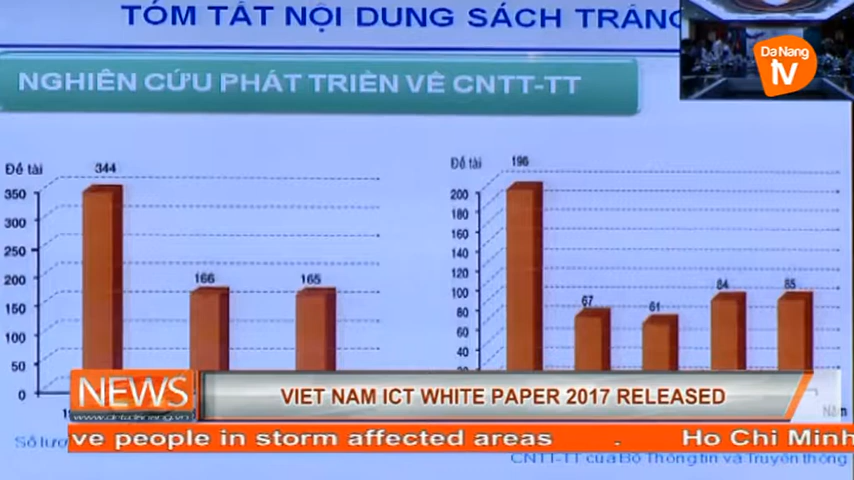 TÓM TẮT NỘI DUNG SÁCH TRẮNG
Da Nang
tv
NGHIÊN CỨU PHÁT TRIỂN VỀ CNTT-TT
Đề tài
344
350
300
250
200
150
100
50
0
166
165
Đề tài
196
200
180
160
140
120
100
80
60
40
67
61
84
85
Năm
NEWS
VIET NAM ICT WHITE PAPER 2017 RELEASED
Số lượ
ve people in storm affected areas . Ho Chi Minh
CNTT-TT của Bộ Thông tin và Truyền thông